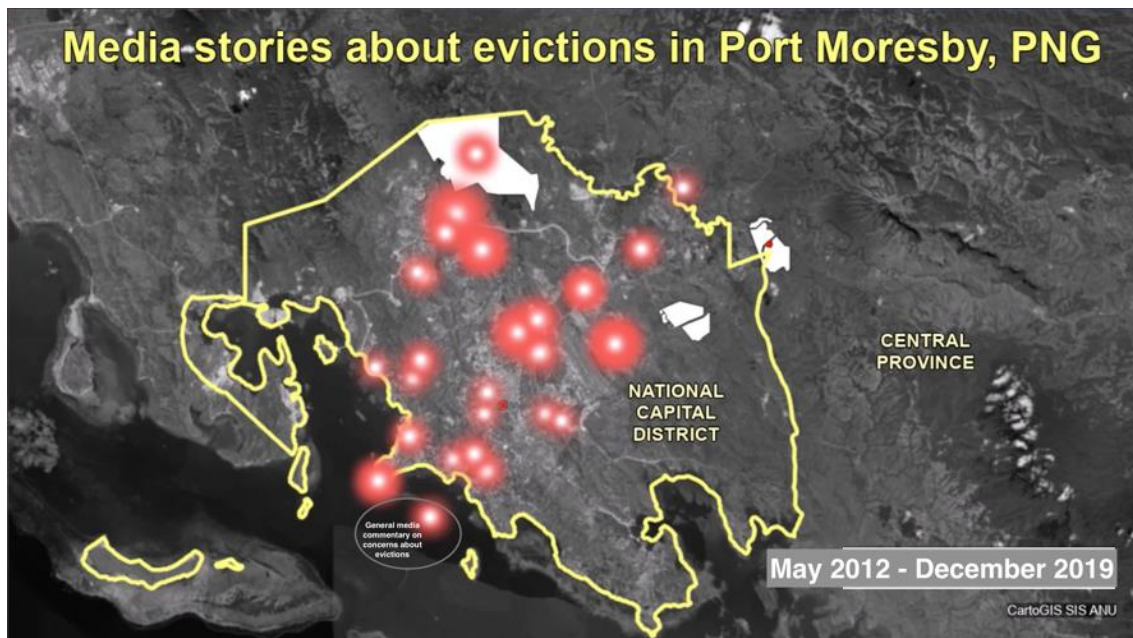 Media stories about evictions in Port Moresby, PNG
CENTRAL
PROVINCE
NATIONAL
CAPITAL
DISTRICT
General media
commentary on
concerns about
evictions
May 2012 - December 2019
CartoGIS SIS ANU